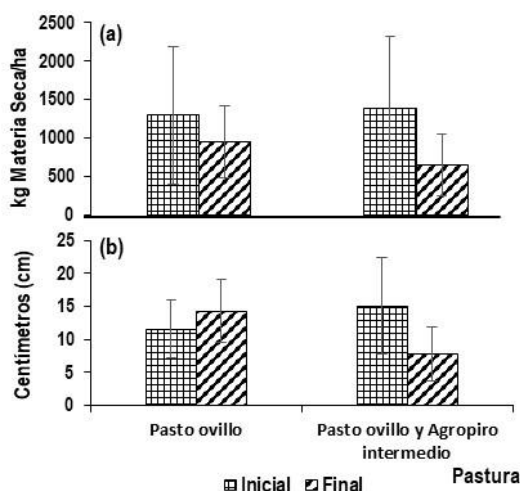 (a)
kg Materia Seca/ha
2500
2000
1500
1000
500
0
(b)
Centímetros (cm)
25
20
15
10
5
0
Pasto ovillo
Pasto ovillo y Agropiro
intermedio
Pastura
Inicial Final